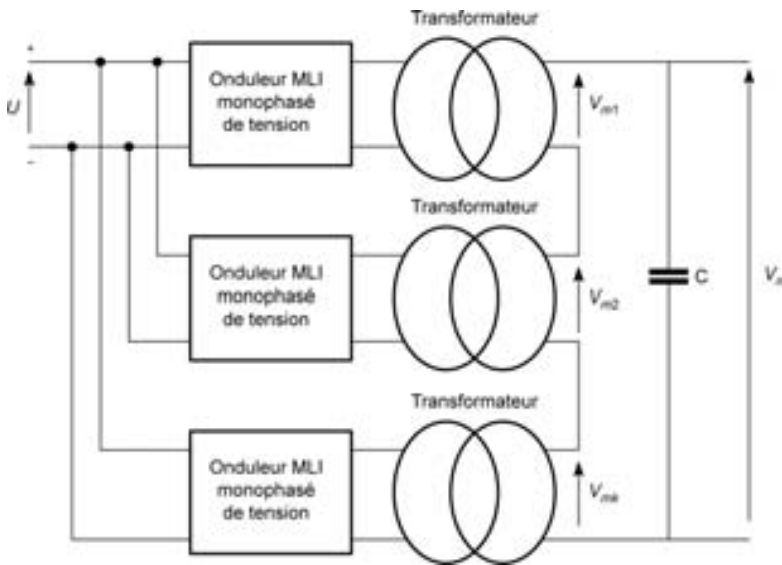 Transformateur
+
Onduleur MLI
monophasé
de tension
U
Vm1
-
Transformateur
Onduleur MLI
monophasé
de tension
Vm2
C
Transformateur
Onduleur MLI
monophasé
de tension